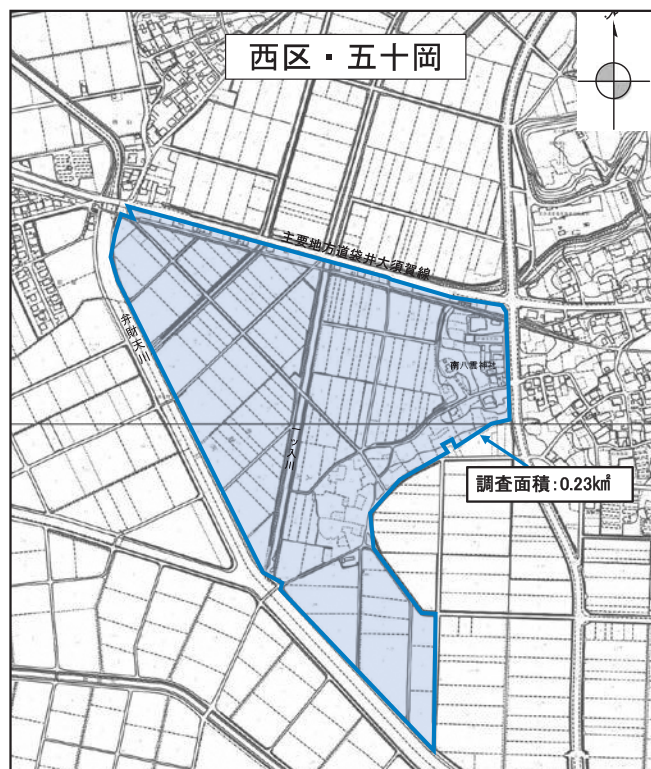 西区・五十岡
主要地方道袋井大須賀線
弁財天川
南八雲神社
一ツ入川
調査面積:0.23k㎡